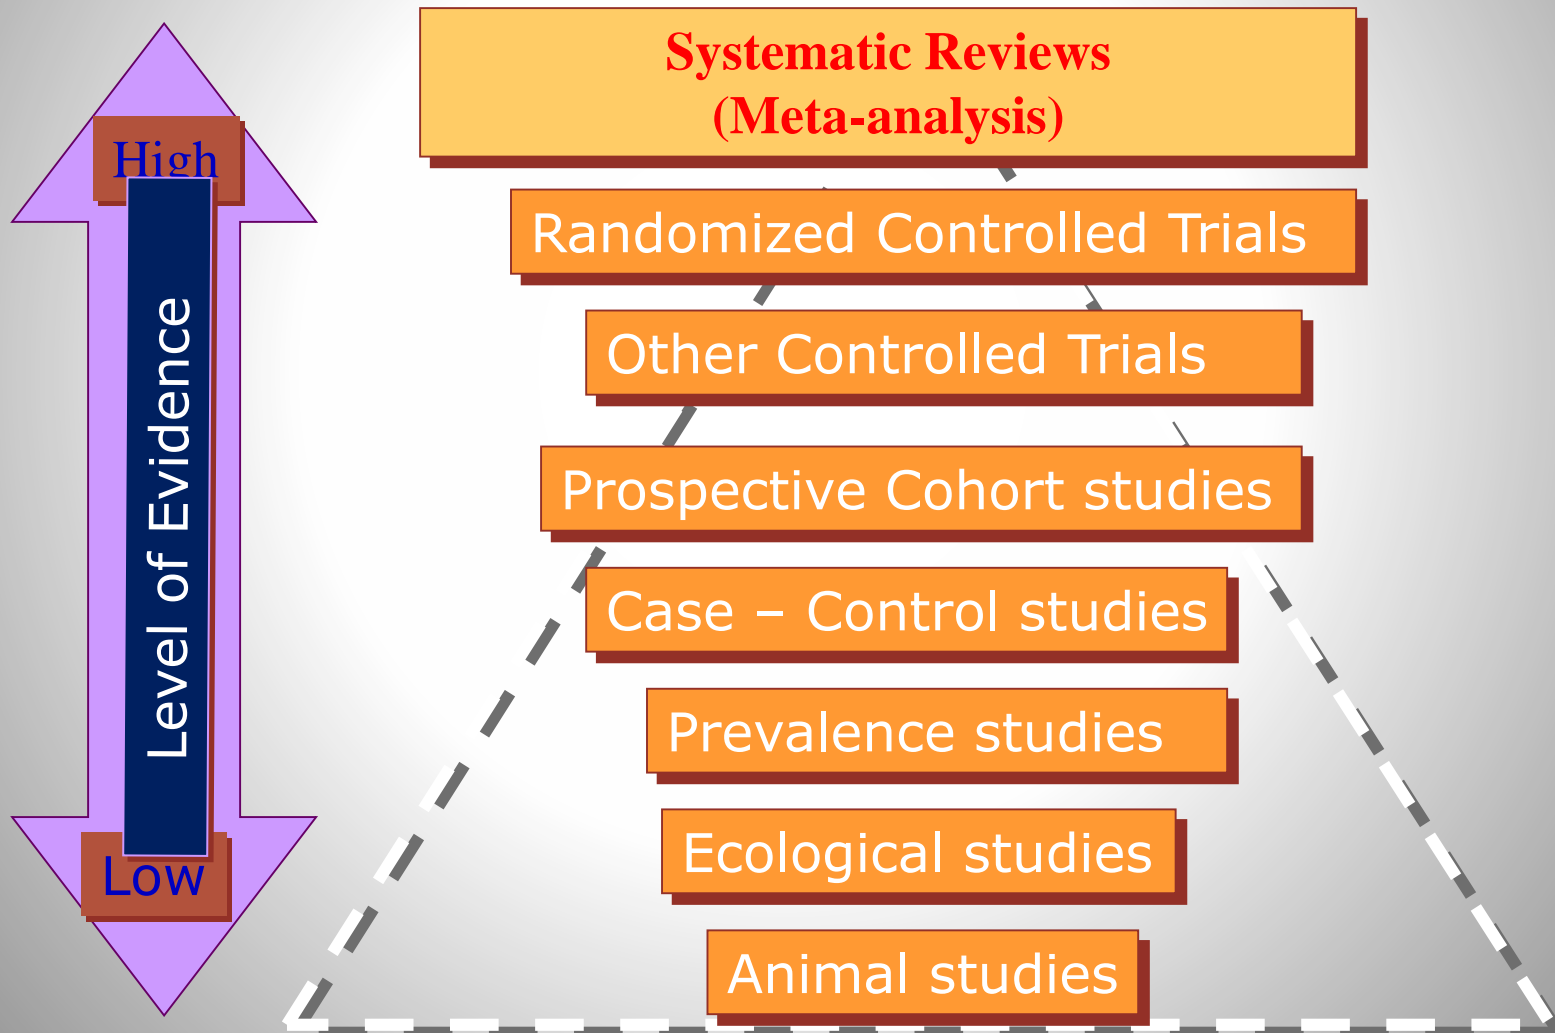 Systematic Reviews
(Meta-analysis)
High
Randomized Controlled Trials
Other Controlled Trials
Level of Evidence
Prospective Cohort studies
Case – Control studies
Prevalence studies
Ecological studies
Low
Animal studies